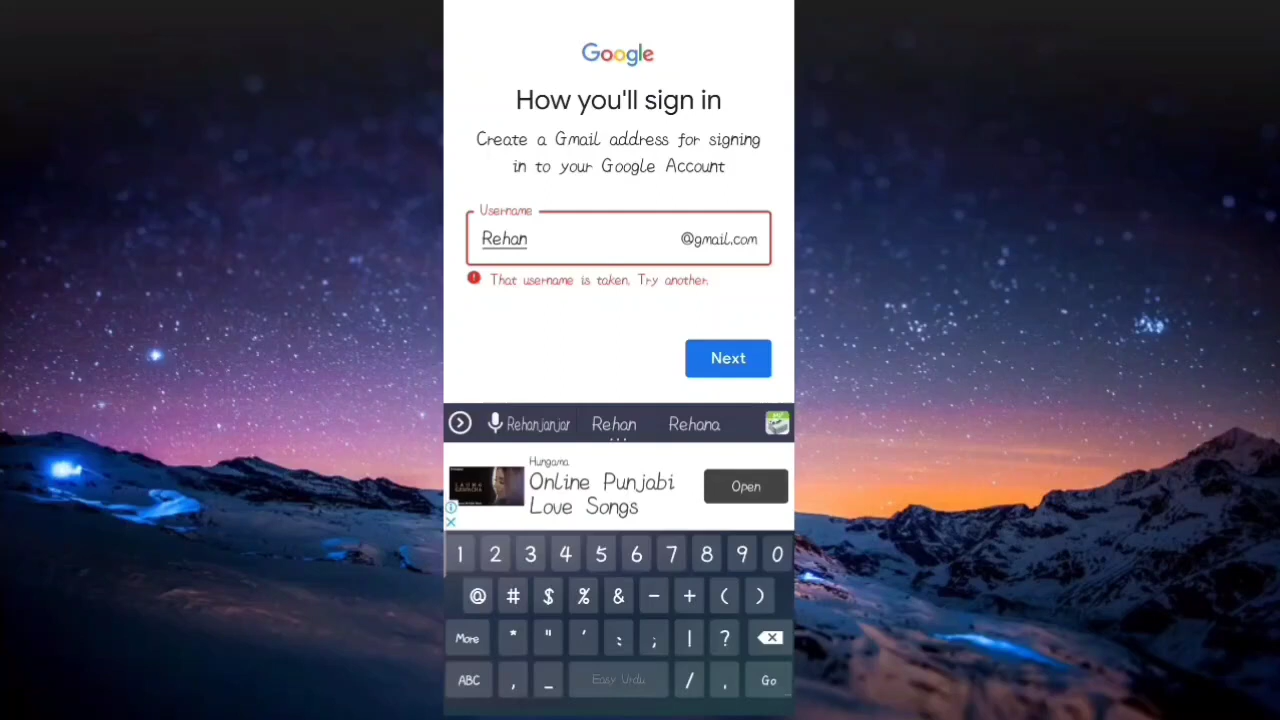 Google
How you'll sign in
Create a Gmail address for signing
in to your Google Account
Username
Rehan @gmail.com
That username is taken. Try another.
Next
Rehanjanjar Rehan Rehana
Hungama
Online Punjabi
Love Songs
Open
1 2 3 4 5 6 7 8 9 0
@ # $ % & - + ( )
More * " ' : ; | ? 
ABC , _ Easy Urdu / . Go